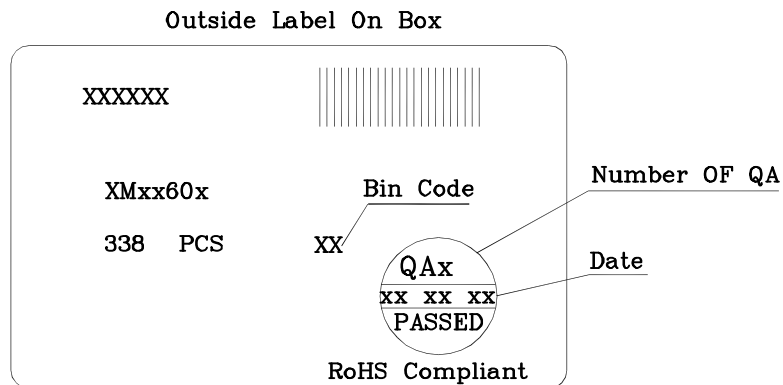 Outside Label On Box
XXXXXX
XMxx60x
Bin Code
Number OF QA
338 PCS
XX
QAx
Date
xx xx xx
PASSED
RoHS Compliant